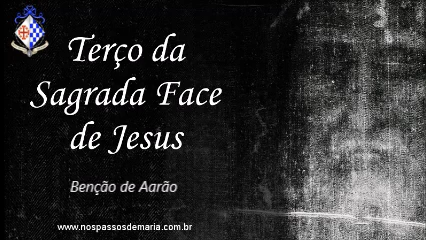 Terço da
Sagrada Face
de Jesus
Benção de Aarão
www.nospassosdemaria.com.br